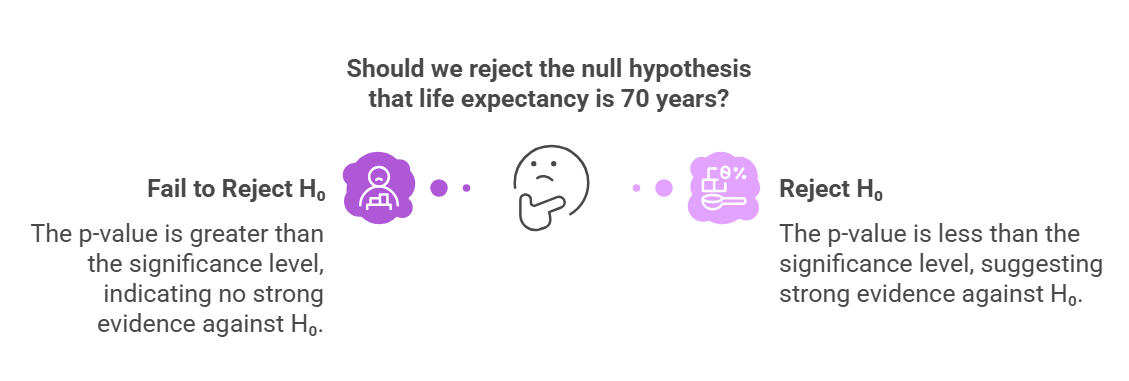 Should we reject the null hypothesis
that life expectancy is 70 years?
Fail to Reject H₀
The p-value is greater than
the significance level,
indicating no strong
evidence against H₀.
0%
Reject H₀
The p-value is less than the
significance level, suggesting
strong evidence against H₀.